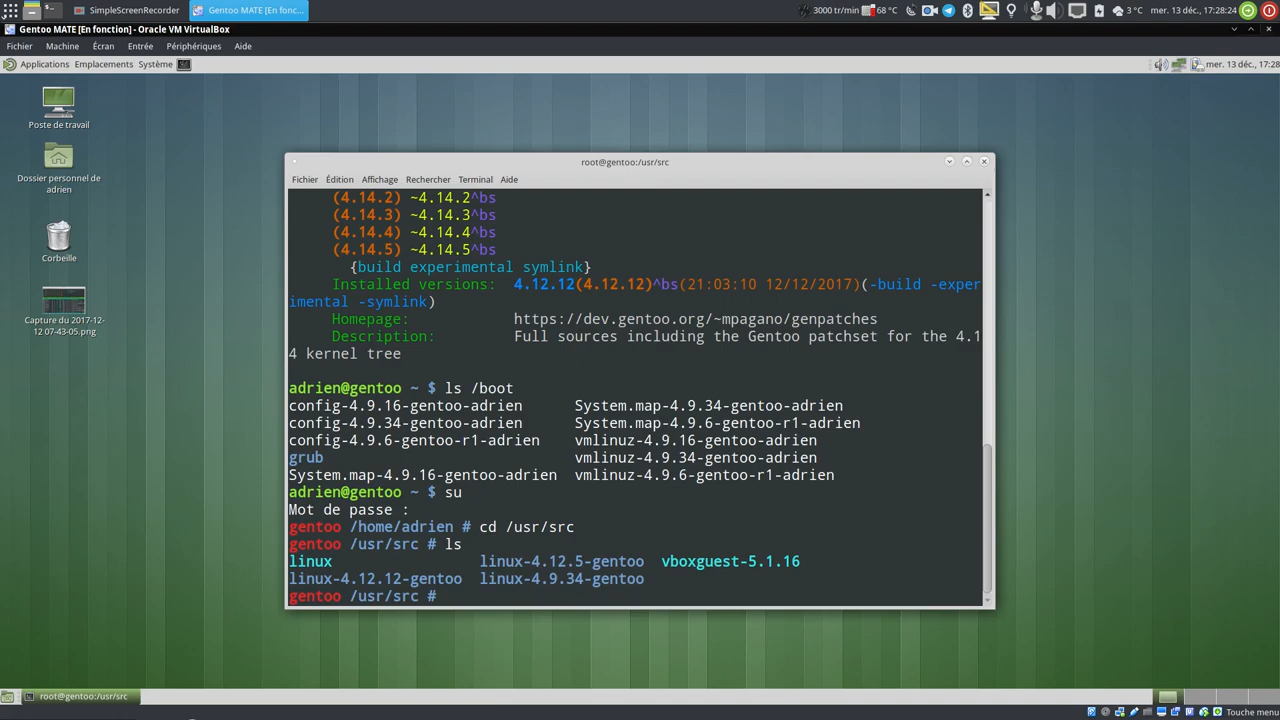 SimpleScreenRecorder
Gentoo MATE [En fonc...
3000 tr/min
68 °C
3 °C
mer. 13 déc., 17:28:24
Gentoo MATE [En fonction] - Oracle VM VirtualBox
Fichier Machine Écran Entrée Périphériques Aide
Applications Emplacements Système
mer. 13 déc., 17:28
Poste de travail
Dossier personnel de
adrien
Corbeille
Capture du 2017-12-
12 07-43-05.png
root@gentoo:/usr/src
Fichier Édition Affichage Rechercher Terminal Aide
(4.14.2) ~4.14.2^bs
(4.14.3) ~4.14.3^bs
(4.14.4) ~4.14.4^bs
(4.14.5) ~4.14.5^bs
{build experimental symlink}
Installed versions: 4.12.12(4.12.12)^bs(21:03:10 12/12/2017)(-build -exper
imental -symlink)
Homepage: https://dev.gentoo.org/~mpagano/genpatches
Description: Full sources including the Gentoo patchset for the 4.1
4 kernel tree
adrien@gentoo ~ $ ls /boot
config-4.9.16-gentoo-adrien System.map-4.9.34-gentoo-adrien
config-4.9.34-gentoo-adrien System.map-4.9.6-gentoo-r1-adrien
config-4.9.6-gentoo-r1-adrien vmlinuz-4.9.16-gentoo-adrien
grub vmlinuz-4.9.34-gentoo-adrien
System.map-4.9.16-gentoo-adrien vmlinuz-4.9.6-gentoo-r1-adrien
adrien@gentoo ~ $ su
Mot de passe :
gentoo /home/adrien # cd /usr/src
gentoo /usr/src # ls
linux linux-4.12.5-gentoo vboxguest-5.1.16
linux-4.12.12-gentoo linux-4.9.34-gentoo
gentoo /usr/src #
root@gentoo:/usr/src
Touche menu